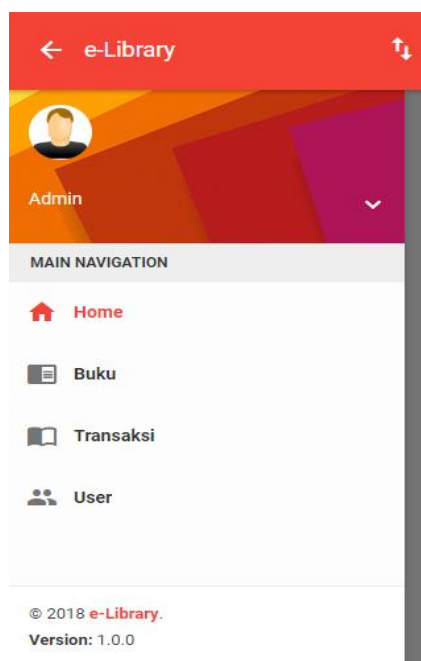 e-Library
Admin
MAIN NAVIGATION
Home
Buku
Transaksi
User
© 2018 e-Library.
Version: 1.0.0